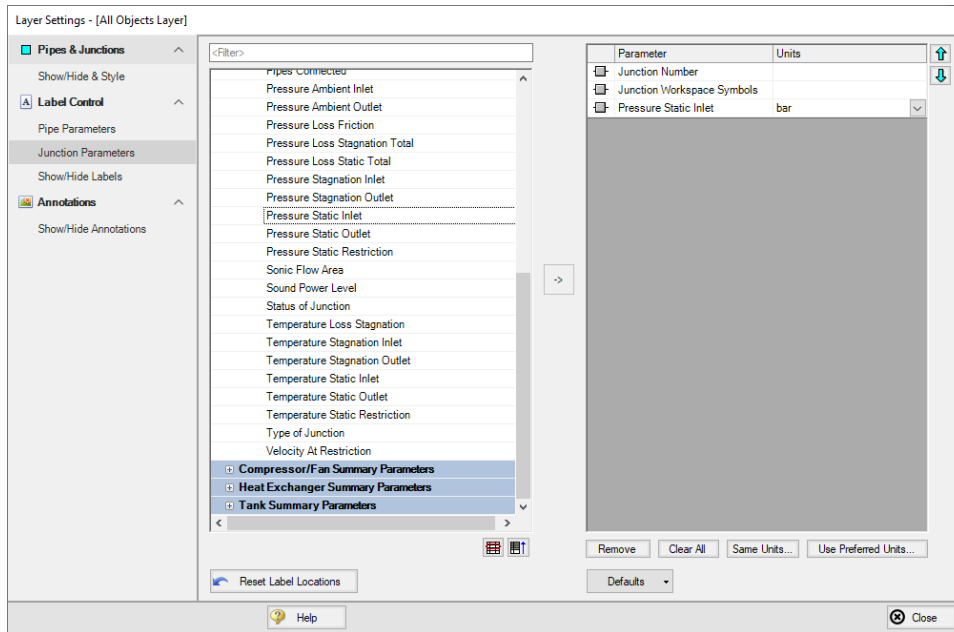 Layer Settings - [All Objects Layer]
Pipes & Junctions
Show/Hide & Style
A Label Control
Pipe Parameters
Junction Parameters
Show/Hide Labels
Annotations
Show/Hide Annotations
<Filter>
Pipes Connected
Pressure Ambient Inlet
Pressure Ambient Outlet
Pressure Loss Friction
Pressure Loss Stagnation Total
Pressure Loss Static Total
Pressure Stagnation Inlet
Pressure Stagnation Outlet
Pressure Static Inlet
Pressure Static Outlet
Pressure Static Restriction
Sonic Flow Area
Sound Power Level
Status of Junction
Temperature Loss Stagnation
Temperature Stagnation Inlet
Temperature Stagnation Outlet
Temperature Static Inlet
Temperature Static Outlet
Temperature Static Restriction
Type of Junction
Velocity At Restriction
Compressor/Fan Summary Parameters
Heat Exchanger Summary Parameters
Tank Summary Parameters
Reset Label Locations
->
Parameter Units
Junction Number
Junction Workspace Symbols
Pressure Static Inlet bar
Remove Clear All Same Units... Use Preferred Units...
Defaults
Help
Close